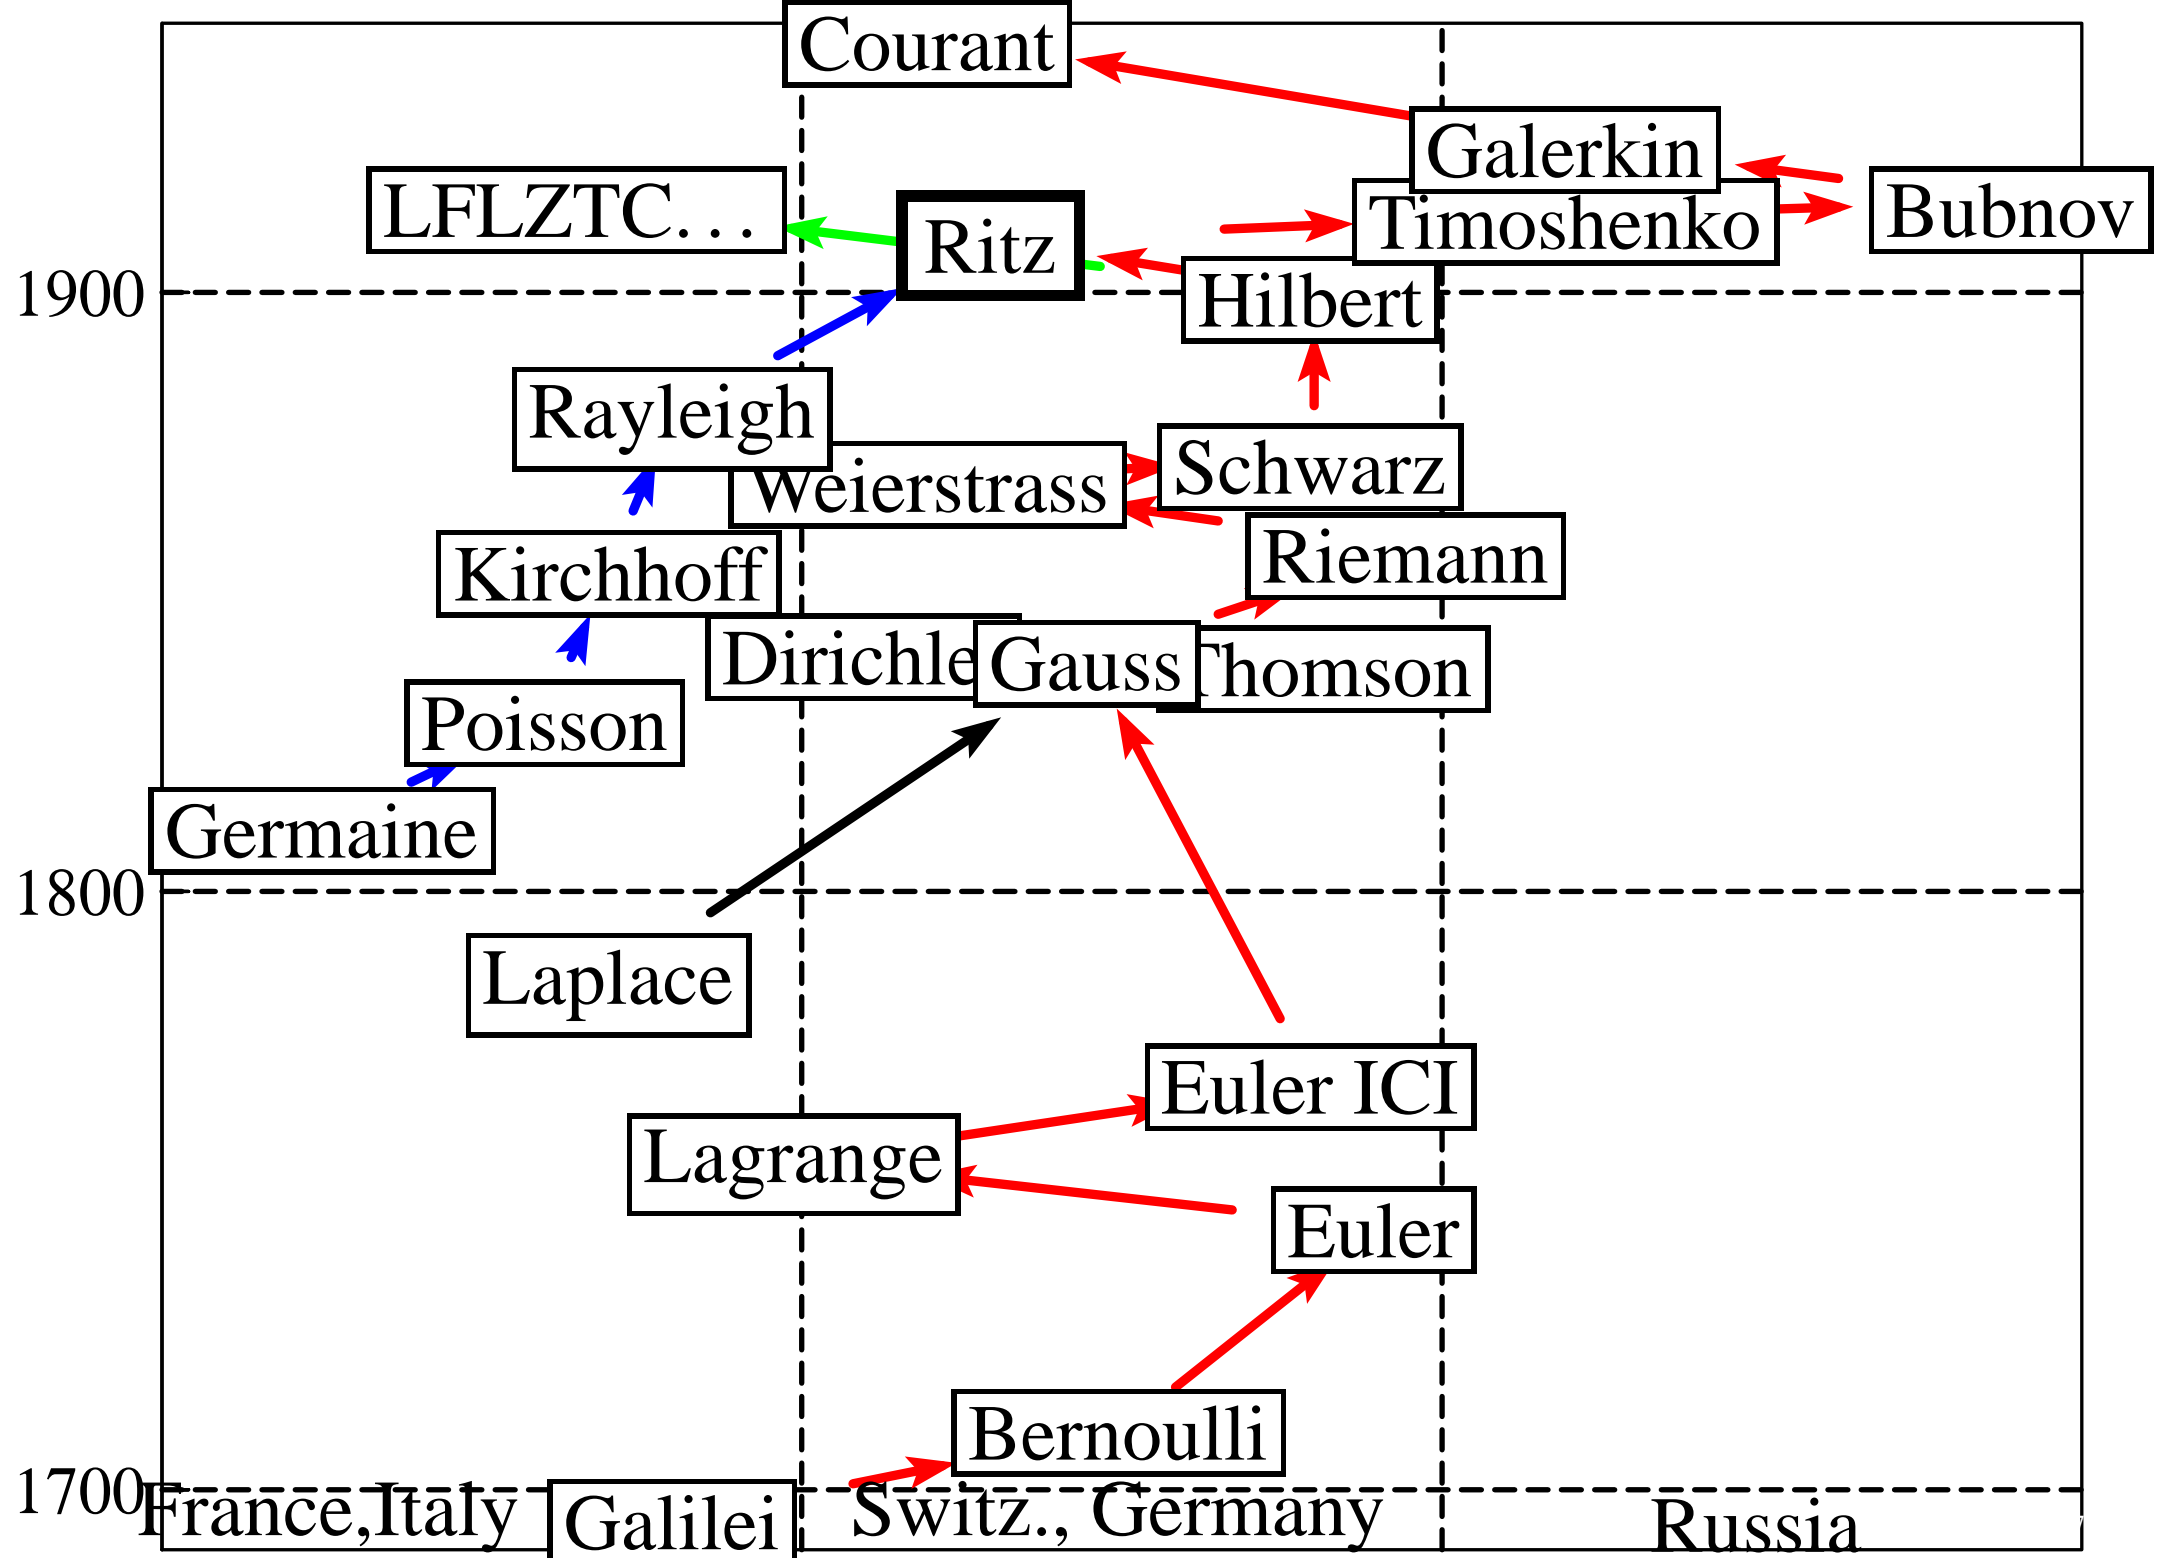 Courant
Galerkin
LFLZTC...
Ritz
Timoshenko
Bubnov
1900
Hilbert
Rayleigh
Weierstrass
Schwarz
Kirchhoff
Riemann
Dirichle
Gauss
Thomson
Poisson
Germaine
1800
Laplace
Euler ICI
Lagrange
Euler
Bernoulli
1700
France,Italy
Galilei
Switz., Germany
Russia